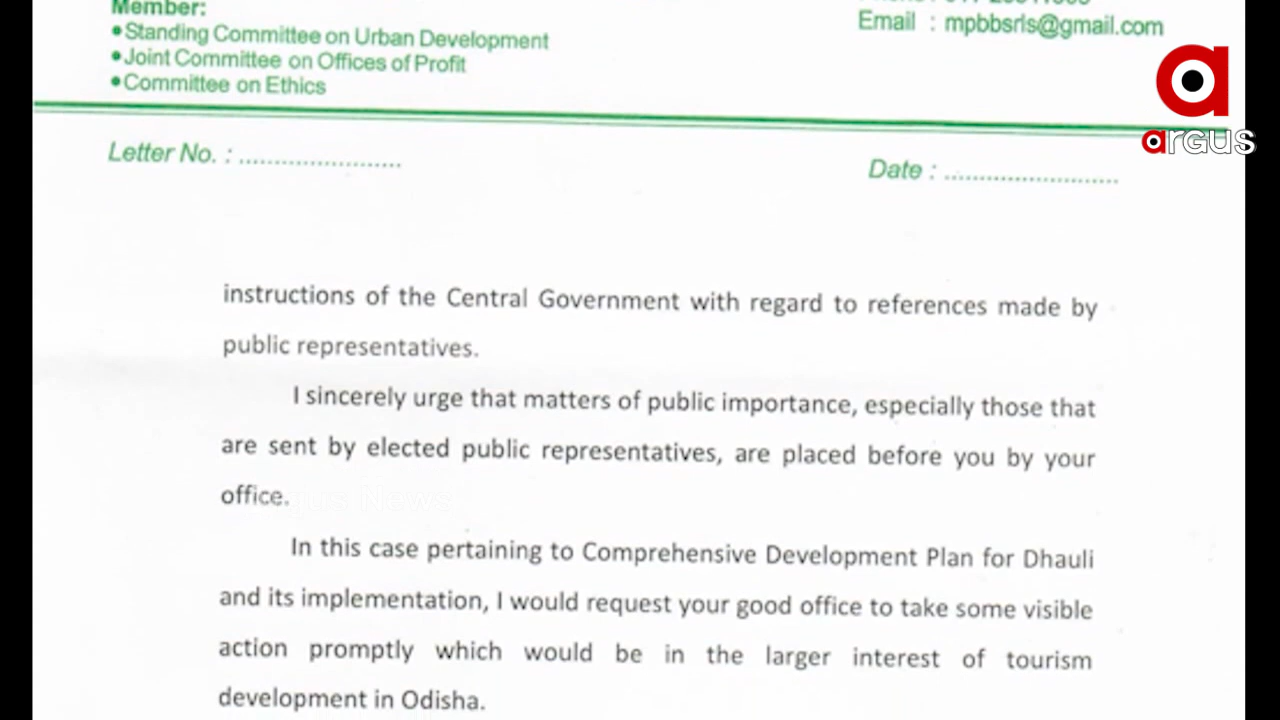 Member:
•Standing Committee on Urban Development
•Joint Committee on Offices of Profit
•Committee on Ethics
Email : mpbbsrls@gmail.com
argus
Letter No. : ......................
Date : ..........................
instructions of the Central Government with regard to references made by
public representatives.
I sincerely urge that matters of public importance, especially those that
are sent by elected public representatives, are placed before you by your
office.
Argus News
In this case pertaining to Comprehensive Development Plan for Dhauli
and its implementation, I would request your good office to take some visible
action promptly which would be in the larger interest of tourism
development in Odisha.